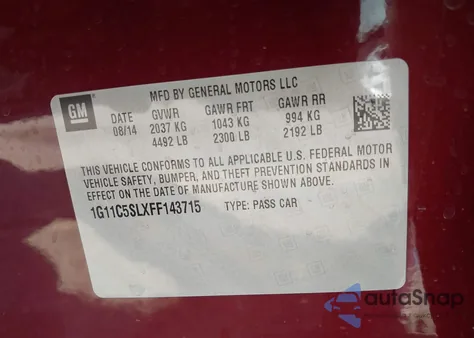 MFD BY GENERAL MOTORS LLC
GM
DATE GVWR GAWR FRT GAWR RR
08/14 2037 KG 1043 KG 994 KG
4492 LB 2300 LB 2192 LB
THIS VEHICLE CONFORMS TO ALL APPLICABLE U.S. FEDERAL MOTOR
VEHICLE SAFETY, BUMPER, AND THEFT PREVENTION STANDARDS IN
EFFECT ON THE DATE OF MANUFACTURE SHOWN ABOVE.
1G11C5SLXFF143715 TYPE: PASS CAR
autaSnap